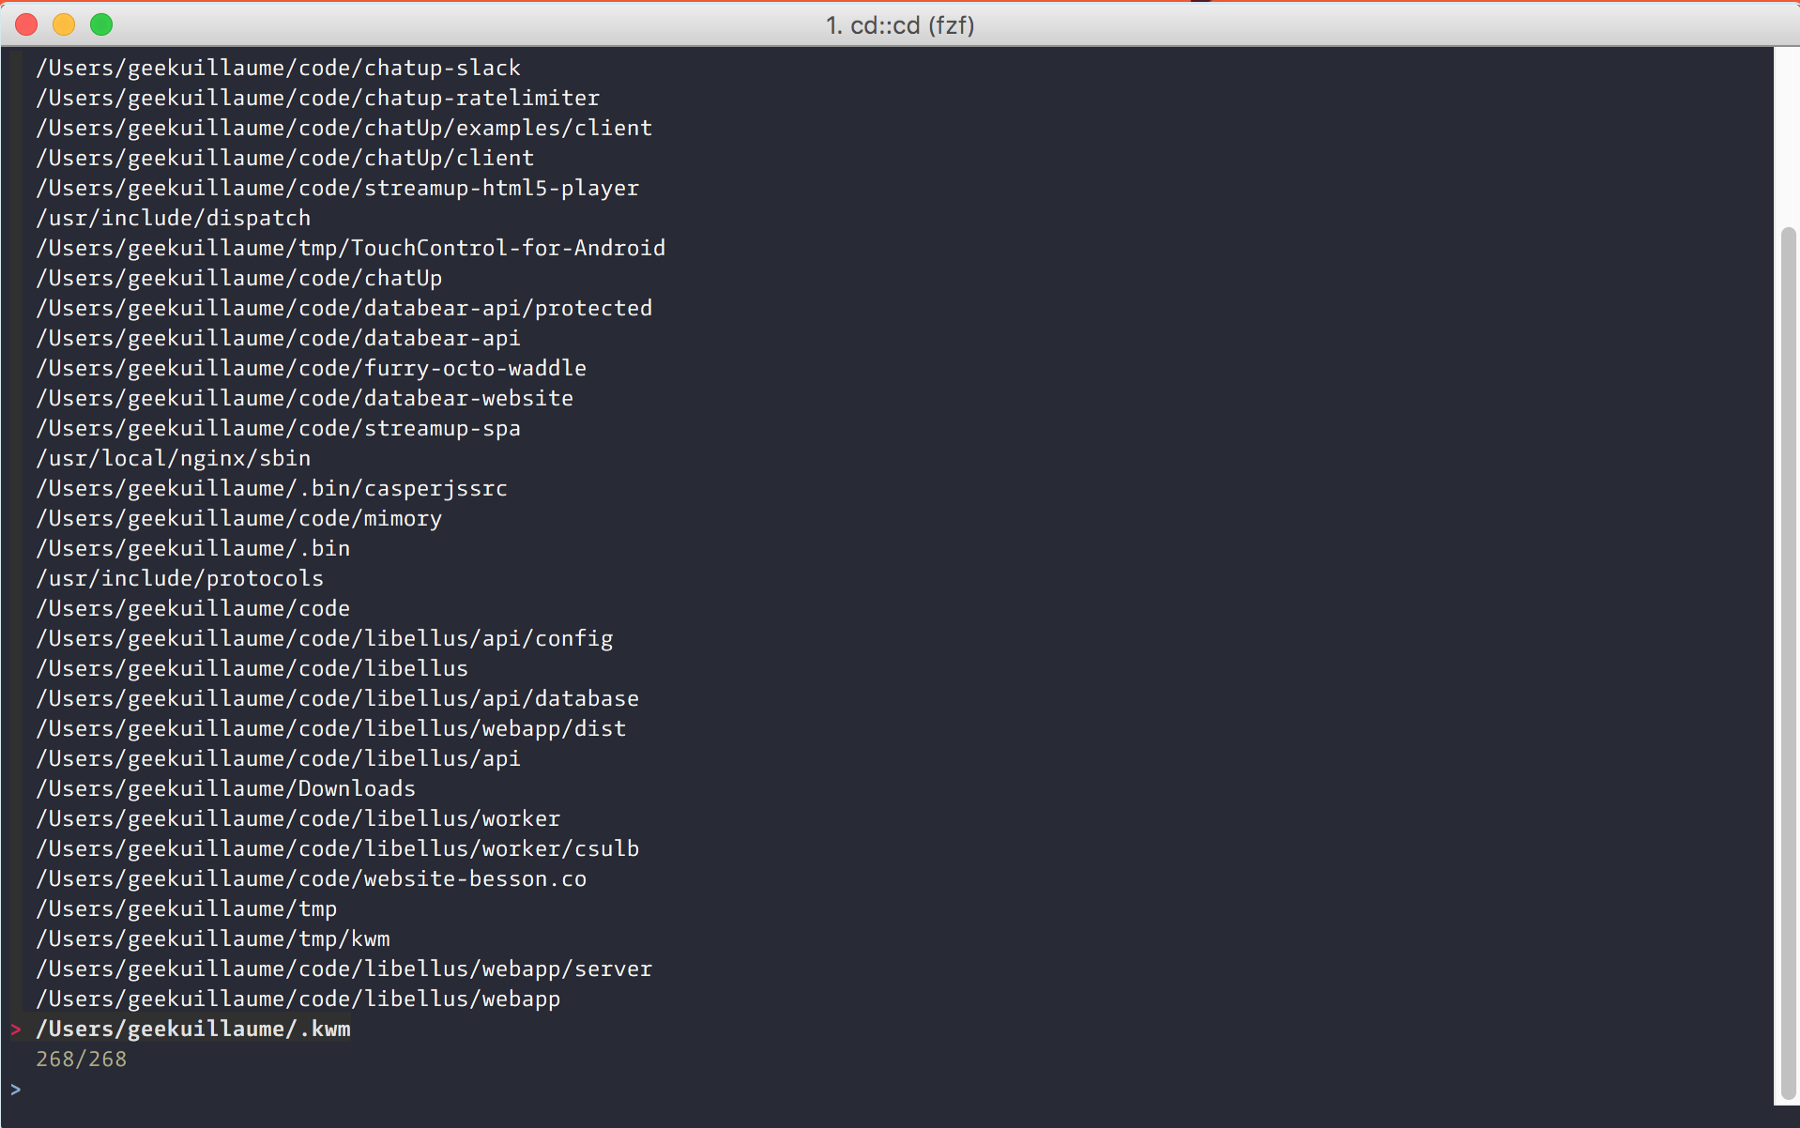 1. cd::cd (fzf)
/Users/geekuillaume/code/chatup-slack
/Users/geekuillaume/code/chatup-ratelimiter
/Users/geekuillaume/code/chatUp/examples/client
/Users/geekuillaume/code/chatUp/client
/Users/geekuillaume/code/streamup-html5-player
/usr/include/dispatch
/Users/geekuillaume/tmp/TouchControl-for-Android
/Users/geekuillaume/code/chatUp
/Users/geekuillaume/code/databear-api/protected
/Users/geekuillaume/code/databear-api
/Users/geekuillaume/code/furry-octo-waddle
/Users/geekuillaume/code/databear-website
/Users/geekuillaume/code/streamup-spa
/usr/local/nginx/sbin
/Users/geekuillaume/.bin/casperjssrc
/Users/geekuillaume/code/mimory
/Users/geekuillaume/.bin
/usr/include/protocols
/Users/geekuillaume/code
/Users/geekuillaume/code/libellus/api/config
/Users/geekuillaume/code/libellus
/Users/geekuillaume/code/libellus/api/database
/Users/geekuillaume/code/libellus/webapp/dist
/Users/geekuillaume/code/libellus/api
/Users/geekuillaume/Downloads
/Users/geekuillaume/code/libellus/worker
/Users/geekuillaume/code/libellus/worker/csulb
/Users/geekuillaume/code/website-besson.co
/Users/geekuillaume/tmp
/Users/geekuillaume/tmp/kwm
/Users/geekuillaume/code/libellus/webapp/server
/Users/geekuillaume/code/libellus/webapp
> /Users/geekuillaume/.kwm
268/268
>